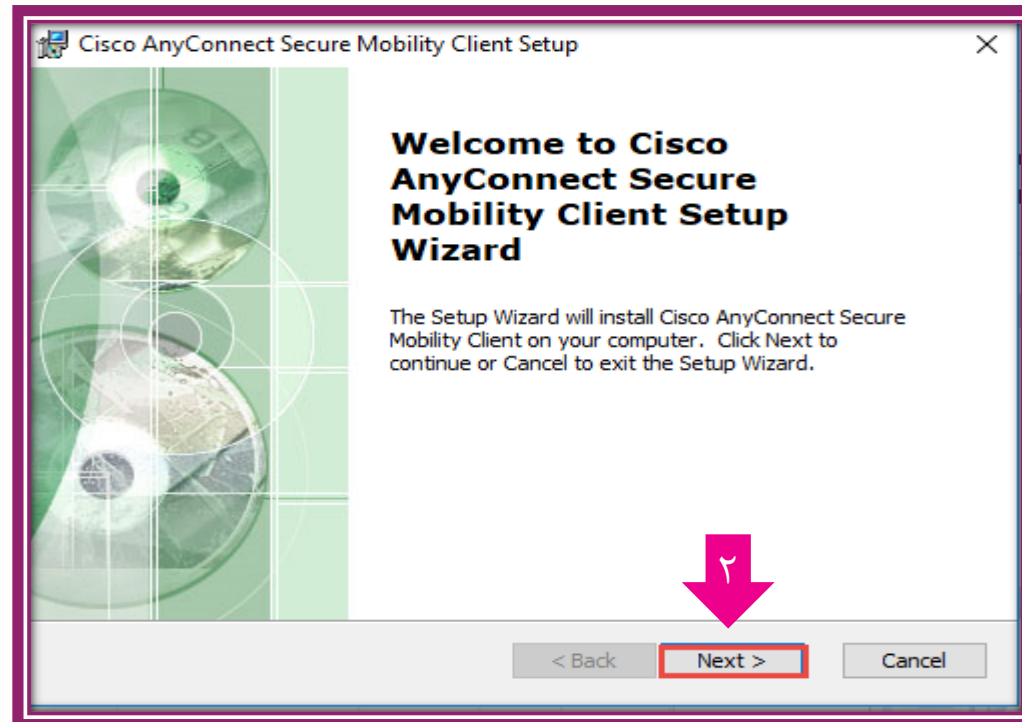 Cisco AnyConnect Secure Mobility Client Setup
Welcome to Cisco
AnyConnect Secure
Mobility Client Setup
Wizard
The Setup Wizard will install Cisco AnyConnect Secure
Mobility Client on your computer. Click Next to
continue or Cancel to exit the Setup Wizard.
٢
< Back Next > Cancel